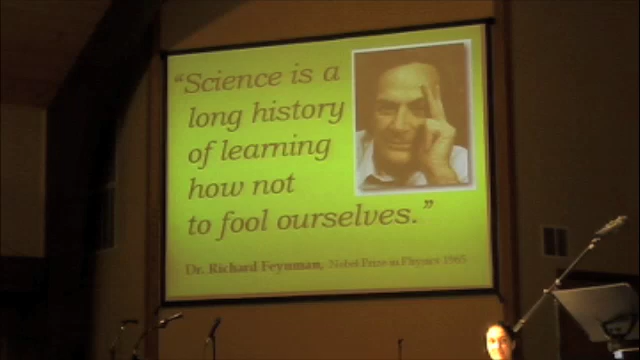 “Science is a
long history
of learning
how not
to fool ourselves.”
Dr. Richard Feynman, Nobel Prize in Physics 1965